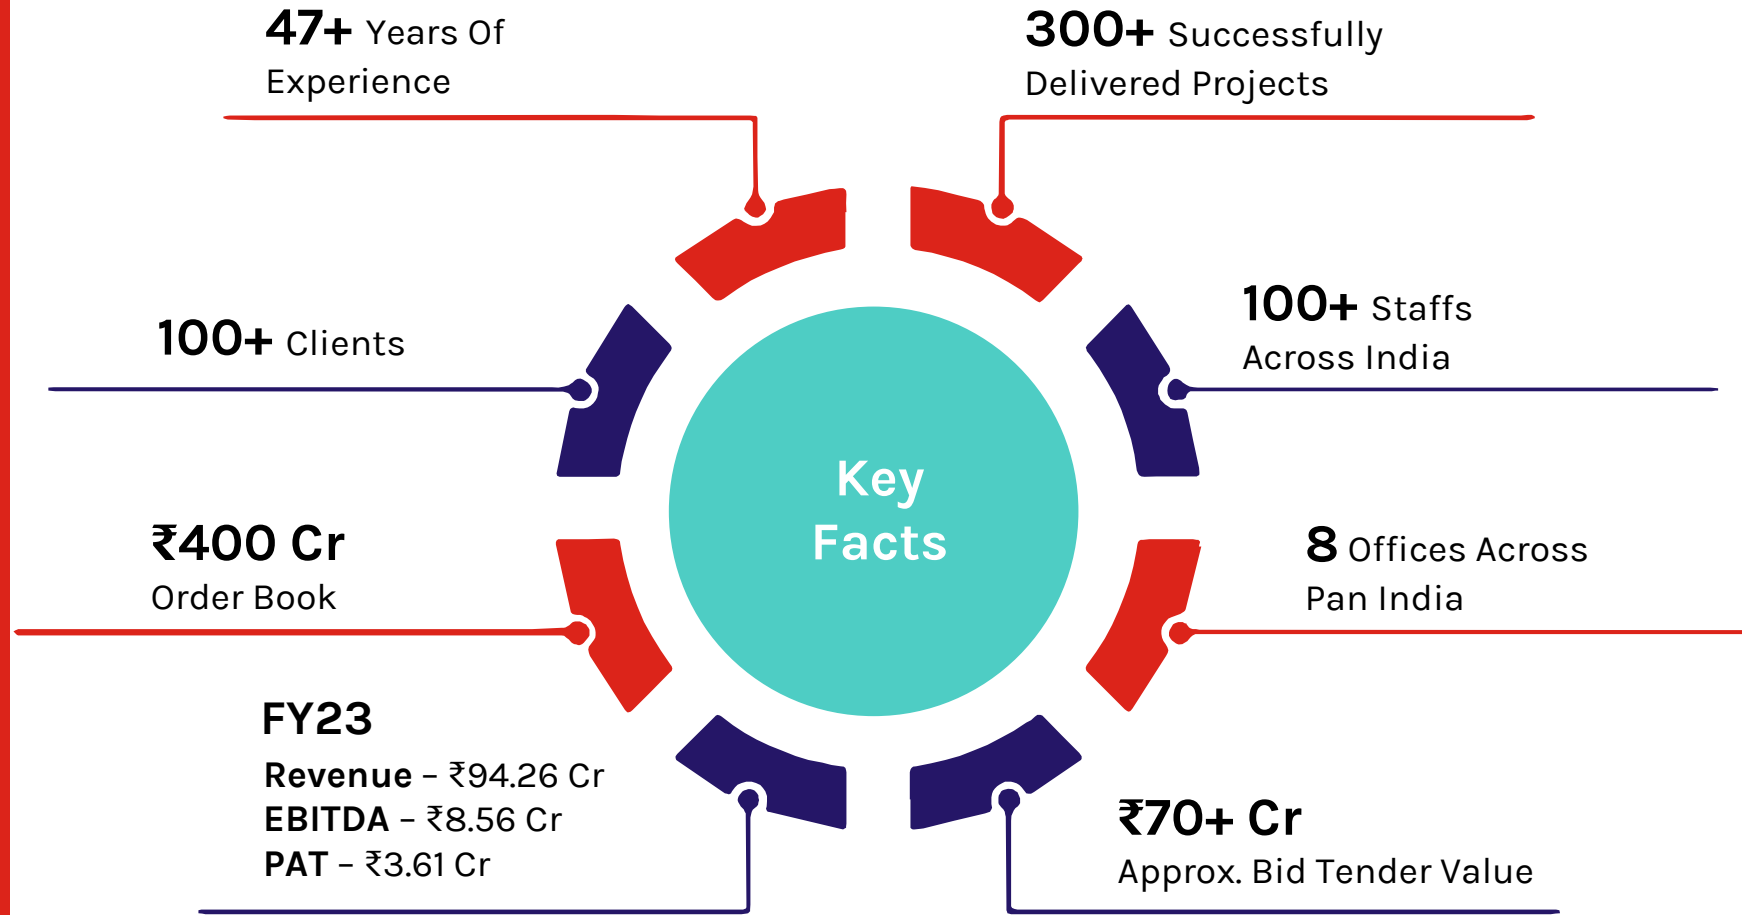 47+ Years Of
Experience
300+ Successfully
Delivered Projects
100+ Clients
100+ Staffs
Across India
Key
Facts
₹400 Cr
Order Book
8 Offices Across
Pan India
FY23
Revenue – ₹94.26 Cr
EBITDA – ₹8.56 Cr
PAT – ₹3.61 Cr
₹70+ Cr
Approx. Bid Tender Value